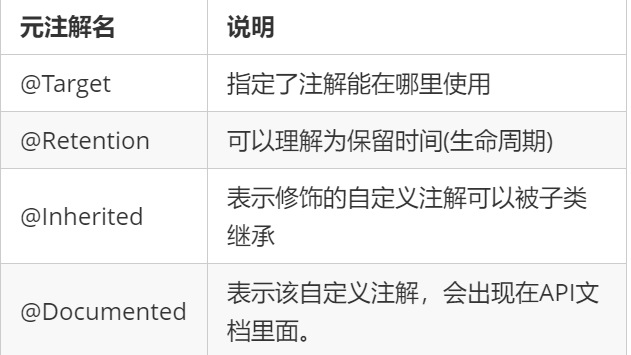 元注解名 说明
@Target 指定了注解能在哪里使用
@Retention 可以理解为保留时间(生命周期)
@Inherited 表示修饰的自定义注解可以被子类
继承
@Documented 表示该自定义注解，会出现在API文
档里面。